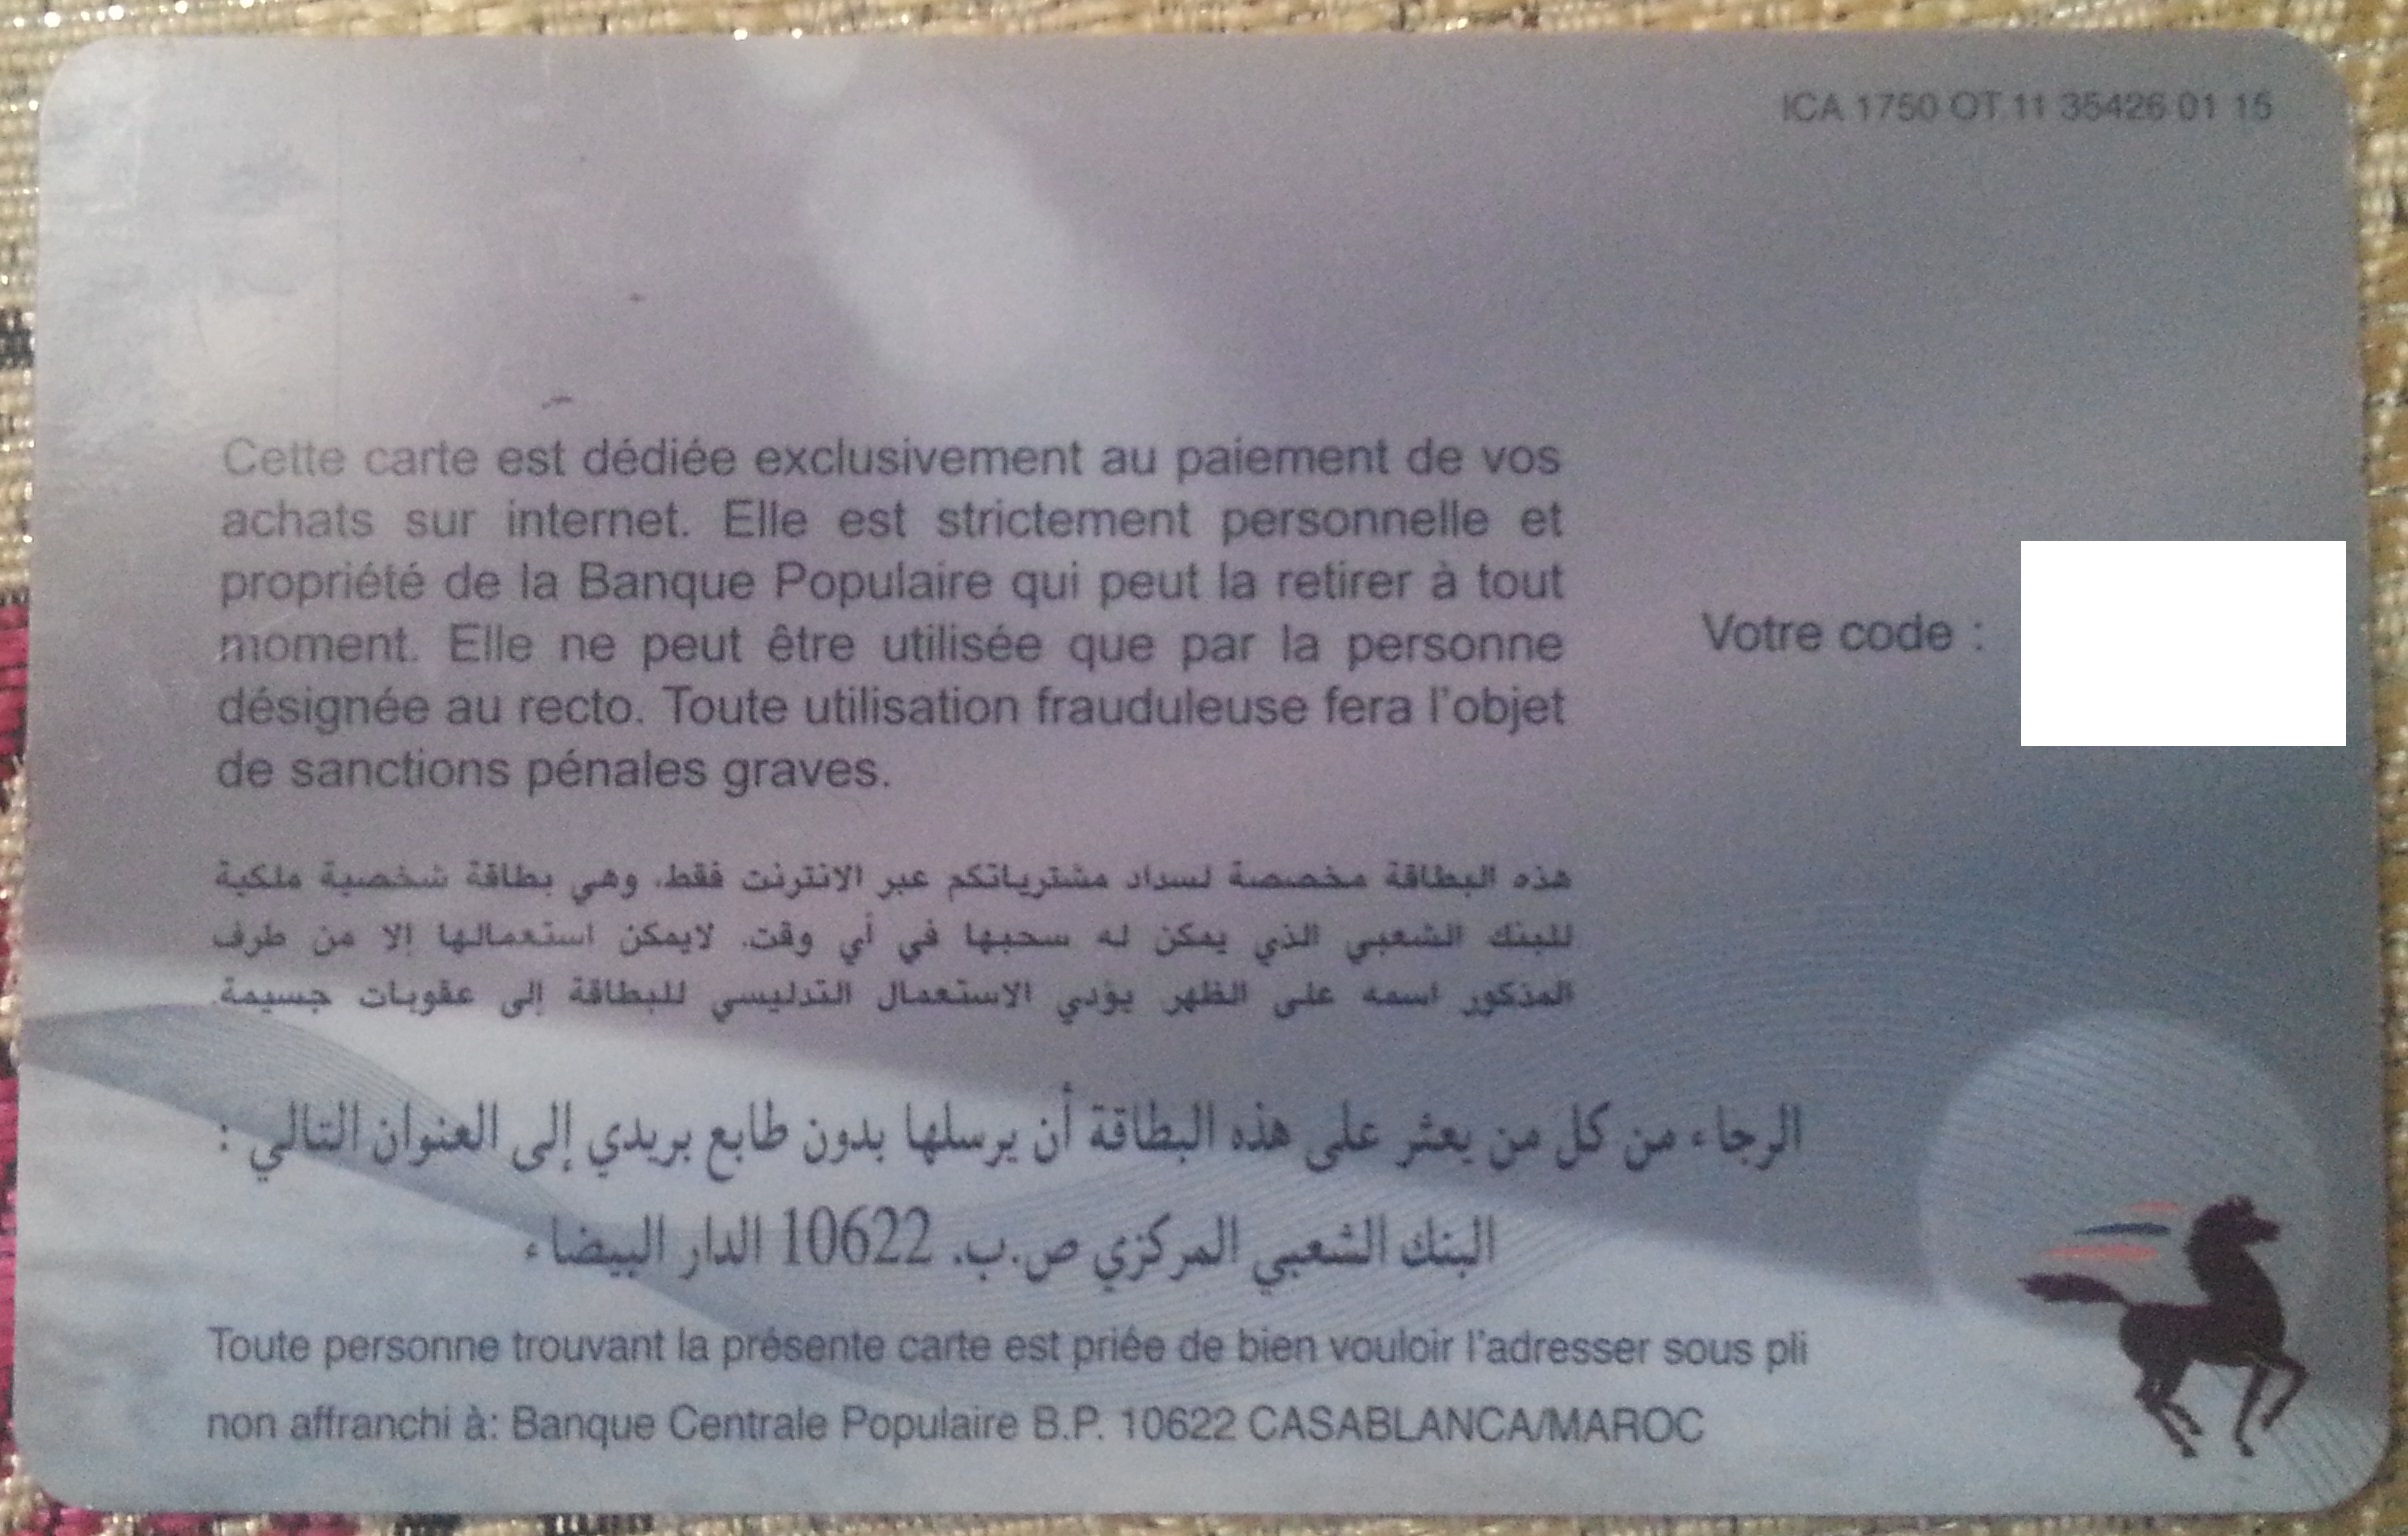 ICA 1750 OT 11 35426 01 15
Cette carte est dédiée exclusivement au paiement de vos
achats sur internet. Elle est strictement personnelle et
propriété de la Banque Populaire qui peut la retirer à tout
moment. Elle ne peut être utilisée que par la personne
désignée au recto. Toute utilisation frauduleuse fera l'objet
de sanctions pénales graves.
Votre code :
هذه البطاقة مخصصة لسداد مشترياتكم عبر الانترنت فقط. وهي بطاقة شخصية ملكية
للبنك الشعبي الذي يمكن له سحبها في أي وقت. لايمكن استعمالها إلا من طرف
المذكور اسمه على الظهر يؤدي الاستعمال التدليسي للبطاقة إلى عقوبات جسيمة.
الرجاء من كل من يعثر على هذه البطاقة أن يرسلها بدون طابع بريدي إلى العنوان التالي :
البنك الشعبي المركزي ص.ب. 10622 الدار البيضاء
Toute personne trouvant la présente carte est priée de bien vouloir l'adresser sous pli
non affranchi à: Banque Centrale Populaire B.P. 10622 CASABLANCA/MAROC